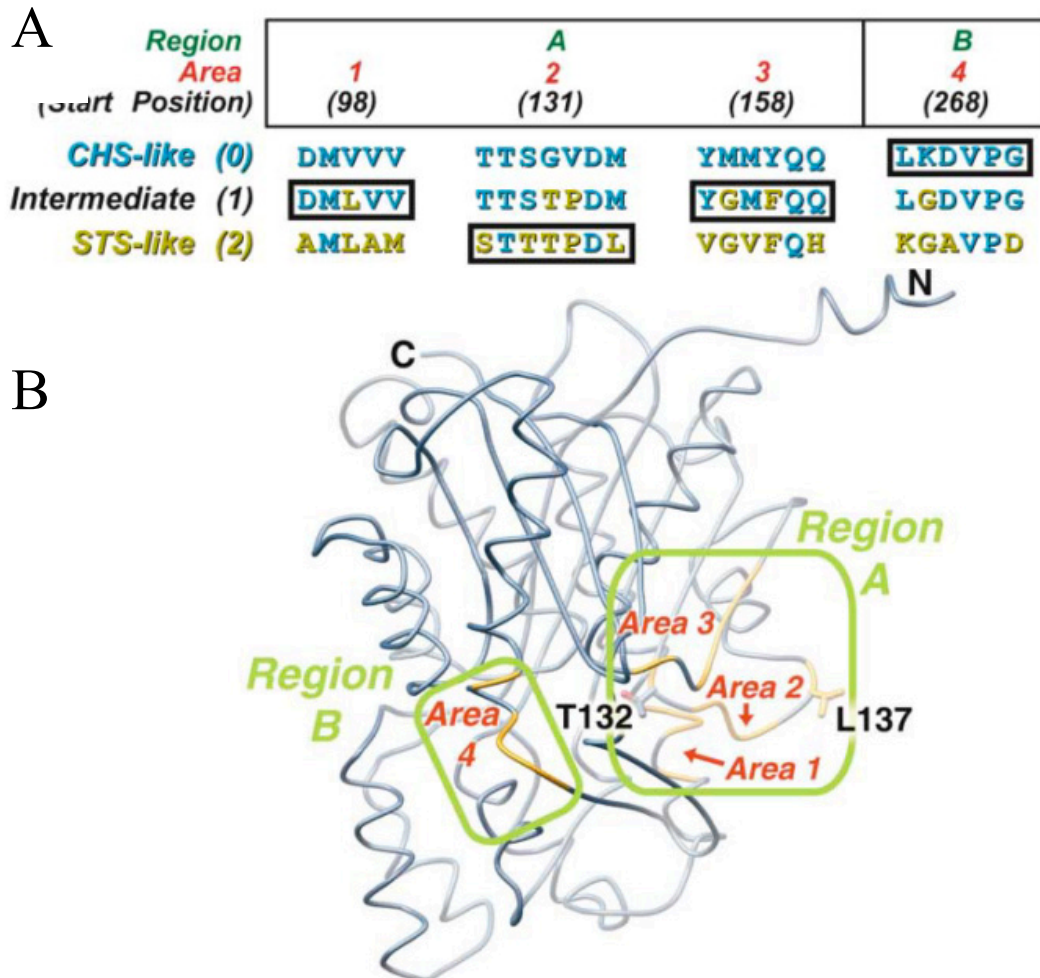 A
Region A B
Area 1 2 3 4
Position) (98) (131) (158) (268)
CHS-like (0) DMVVV TTSGVDM YMMYQQ LKDVPG
Intermediate (1) DMLVV TTSTPDM YGMFQQ LGDVPG
STS-like (2) AMLAM STTTPDL VGVFQH KGAVPD
N
C
B
Region
A
Area 3
Region
B
Area 2
Area
4
T132
L137
Area 1